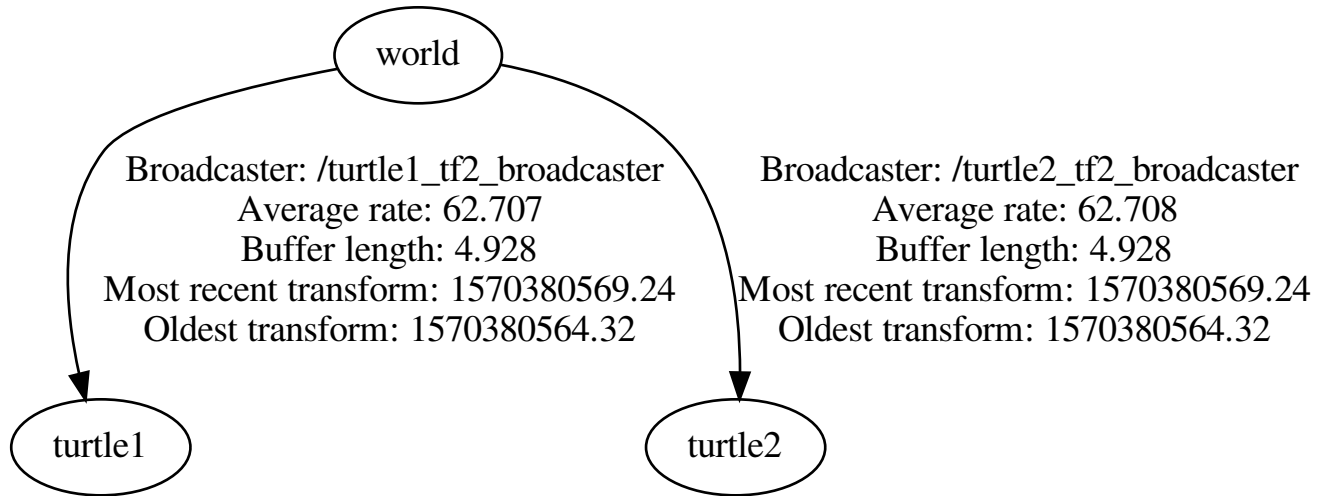 world
Broadcaster: /turtle1_tf2_broadcaster
Average rate: 62.707
Buffer length: 4.928
Most recent transform: 1570380569.24
Oldest transform: 1570380564.32
Broadcaster: /turtle2_tf2_broadcaster
Average rate: 62.708
Buffer length: 4.928
Most recent transform: 1570380569.24
Oldest transform: 1570380564.32
turtle1
turtle2